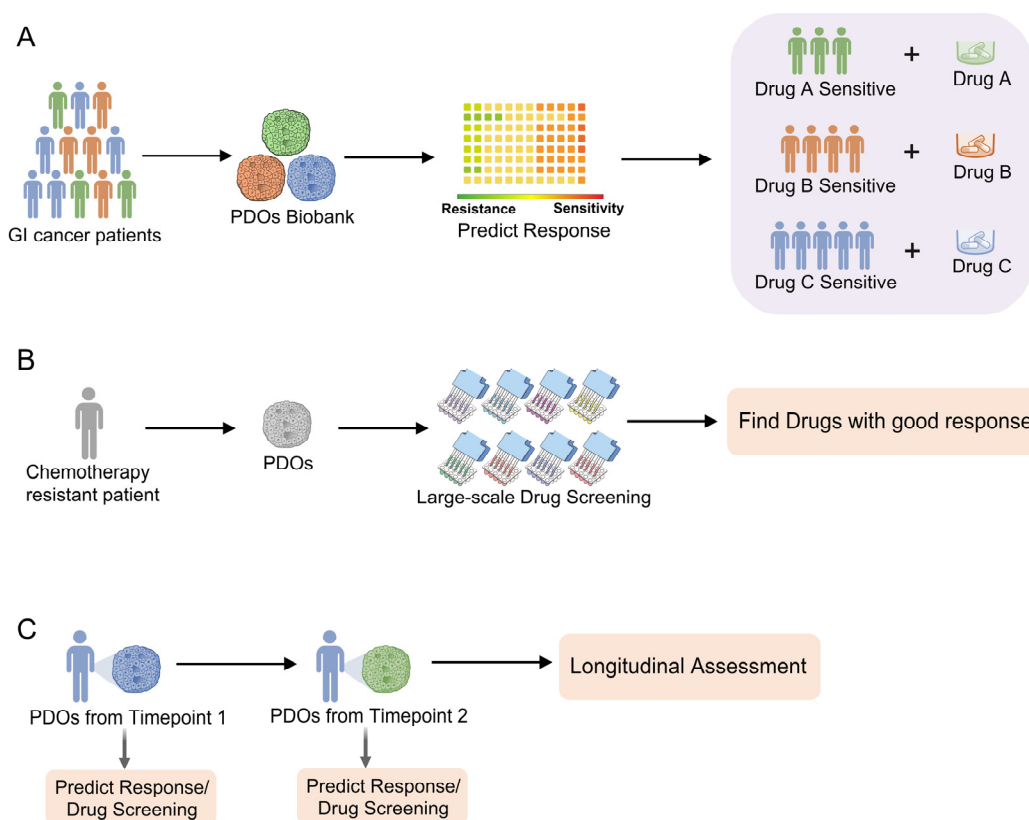 A
GI cancer patients
PDOs Biobank
Resistance Sensitivity
Predict Response
Drug A Sensitive
+
Drug A
Drug B Sensitive
+
Drug B
Drug C Sensitive
+
Drug C
B
Chemotherapy
resistant patient
PDOs
Large-scale Drug Screening
Find Drugs with good response
C
PDOs from Timepoint 1
PDOs from Timepoint 2
Longitudinal Assessment
Predict Response/
Drug Screening
Predict Response/
Drug Screening